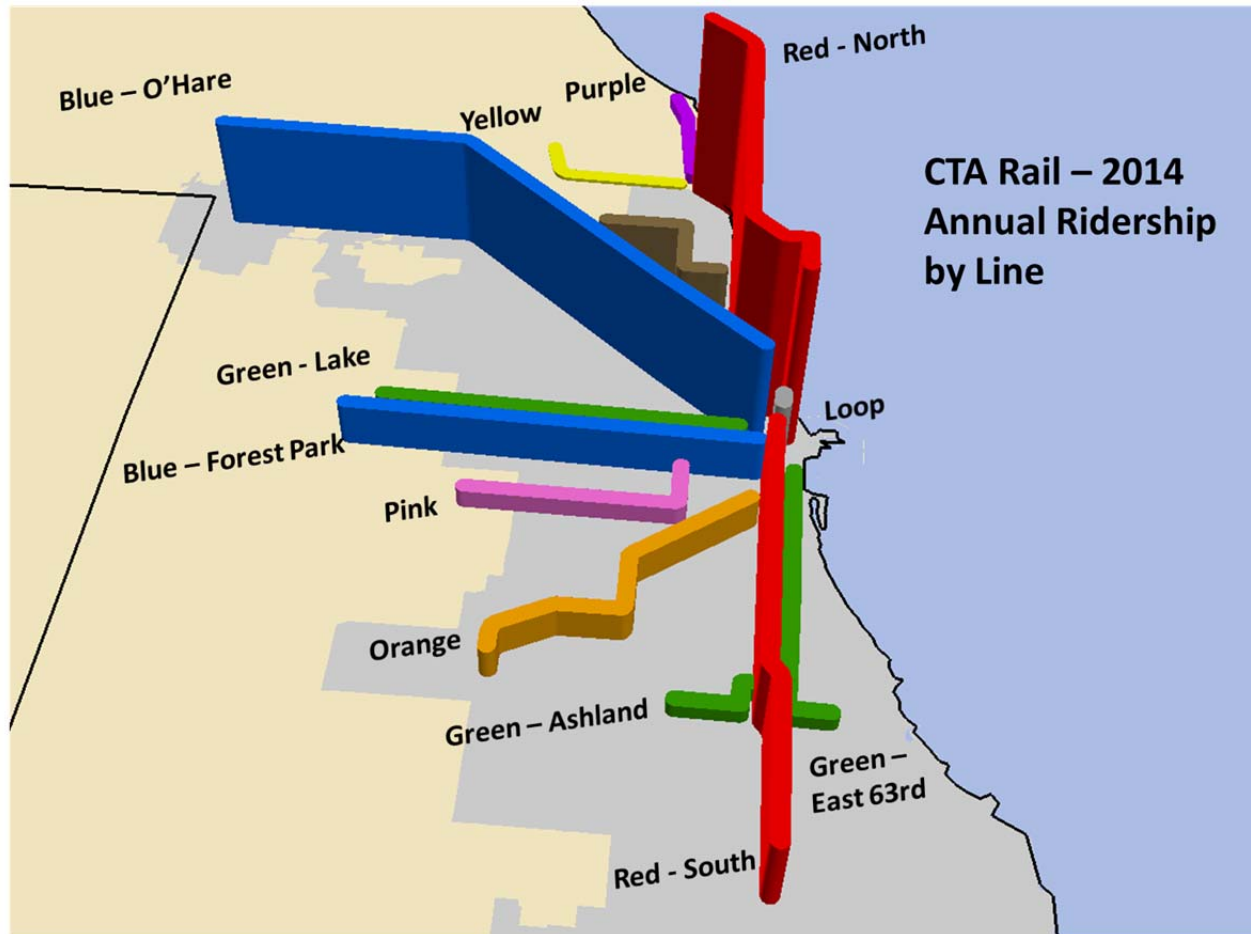 Red - North
Blue – O’Hare
Purple
Yellow
CTA Rail – 2014
Annual Ridership
by Line
Green - Lake
Loop
Blue – Forest Park
Pink
Orange
Green – Ashland
Green –
East 63rd
Red - South